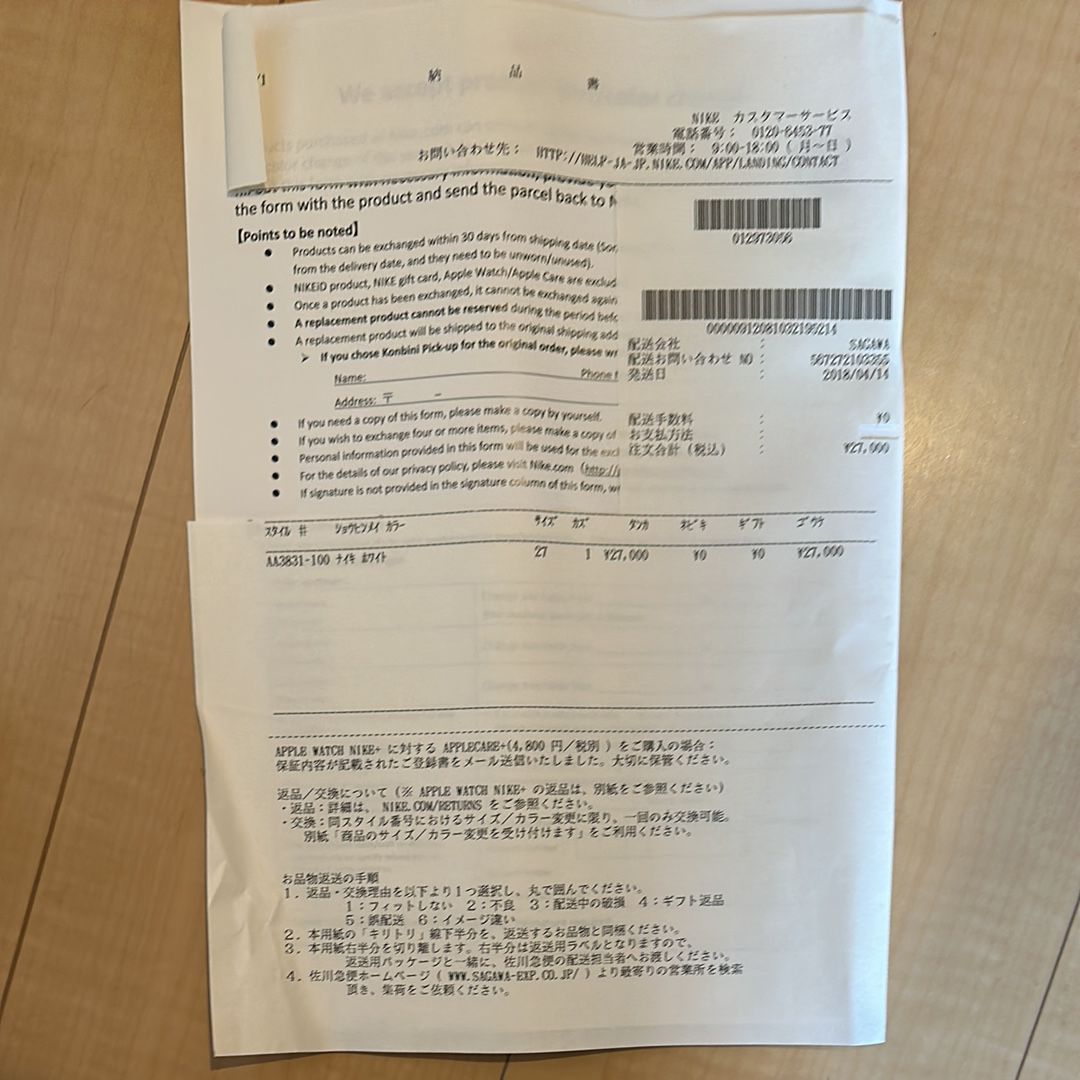 /1
納 品 書
NIKE カスタマーサービス
電話番号: 0120-6453-77
営業時間: 9:00-18:00 ( 月〜日 )
お問い合わせ先: HTTP://HELP-JA-JP.NIKE.COM/APP/LANDING/CONTACT
the form with the product and send the parcel back to
【Points to be noted】
● Products can be exchanged within 30 days from shipping date
from the delivery date, and they need to be unworn/unused).
● NIKEiD product, NIKE gift card, Apple Watch/Apple Care are
● Once a product has been exchanged, it cannot be exchanged again
● A replacement product cannot be reserved during the period
● A replacement product will be shipped to the original shipping
➢ If you chose Konbini Pick-up for the original order, please
Name: Phone
Address: 〒 –
● If you need a copy of this form, please make a copy by yourself.
● If you wish to exchange four or more items, please make a copy of
● Personal information provided in this form will be used for the
● For the details of our privacy policy, please visit Nike.com (http://
● If signature is not provided in the signature column of this form,
012973056
00000912081032195214
配送会社 : SAGAWA
配送お問い合わせ NO : 567272103355
発送日 : 2018/04/14
配送手数料 : ¥0
お支払方法 :
注文合計(税込) : ¥27,000
スタイル # ショウヒンメイ カラー サイズ カズ タンカ ネビキ ギフト ゴウケ
AA3831-100 ナイキ ホワイト 27 1 ¥27,000 ¥0 ¥0 ¥27,000
APPLE WATCH NIKE+ に対する APPLECARE+(4,800 円/税別 ) をご購入の場合:
保証内容が記載されたご登録書をメール送信いたしました。大切に保管ください。
返品/交換について (※ APPLE WATCH NIKE+ の返品は、別紙をご参照ください)
・返品:詳細は、 NIKE.COM/RETURNS をご参照ください。
・交換:同スタイル番号におけるサイズ/カラー変更に限り、一回のみ交換可能。
別紙「商品のサイズ/カラー変更を受け付けます」をご利用ください。
お品物返送の手順
1. 返品・交換理由を以下より1つ選択し、丸で囲んでください。
1:フィットしない 2:不良 3:配送中の破損 4:ギフト返品
5:誤配送 6:イメージ違い
2. 本用紙の「キリトリ」線下半分を、返送するお品物と同梱ください。
3. 本用紙右半分を切り離します。右半分は返送用ラベルとなりますので、
返送用パッケージと一緒に、佐川急便の配送担当者へお渡しください。
4. 佐川急便ホームページ ( WWW.SAGAWA-EXP.CO.JP/ ) より最寄りの営業所を検索
頂き、集荷をご依頼ください。